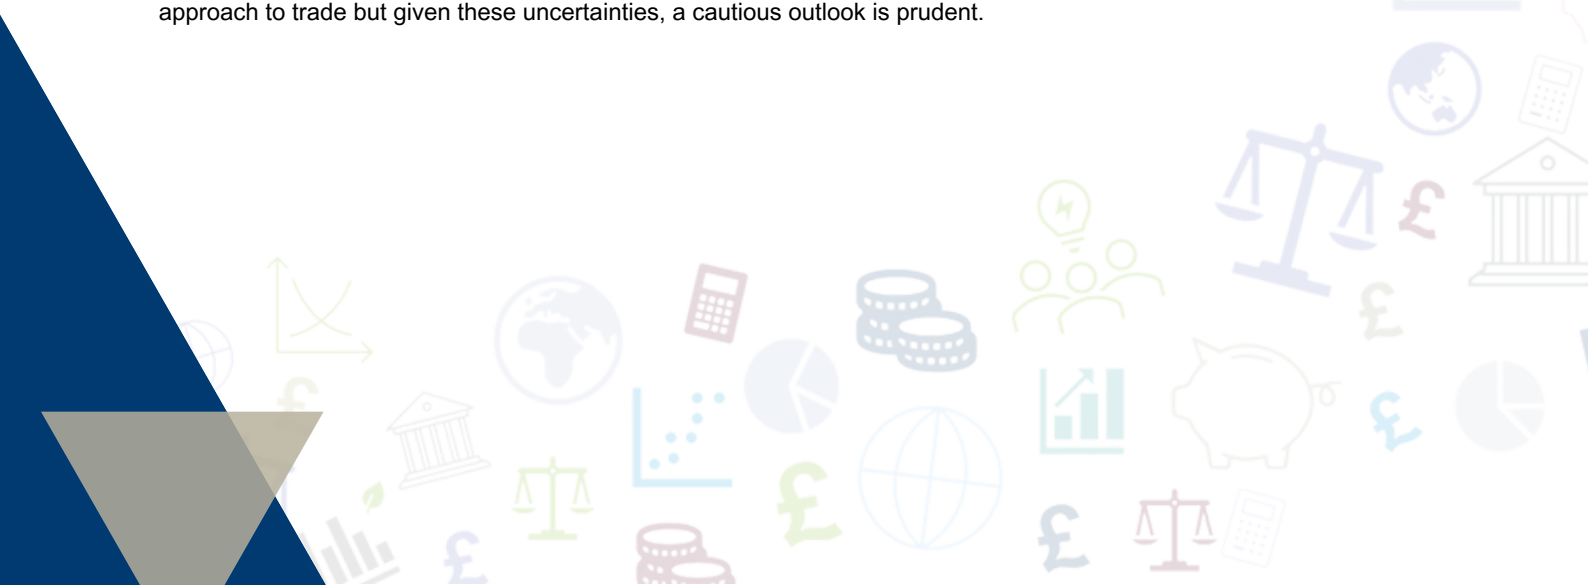 approach to trade but given these uncertainties, a cautious outlook is prudent.